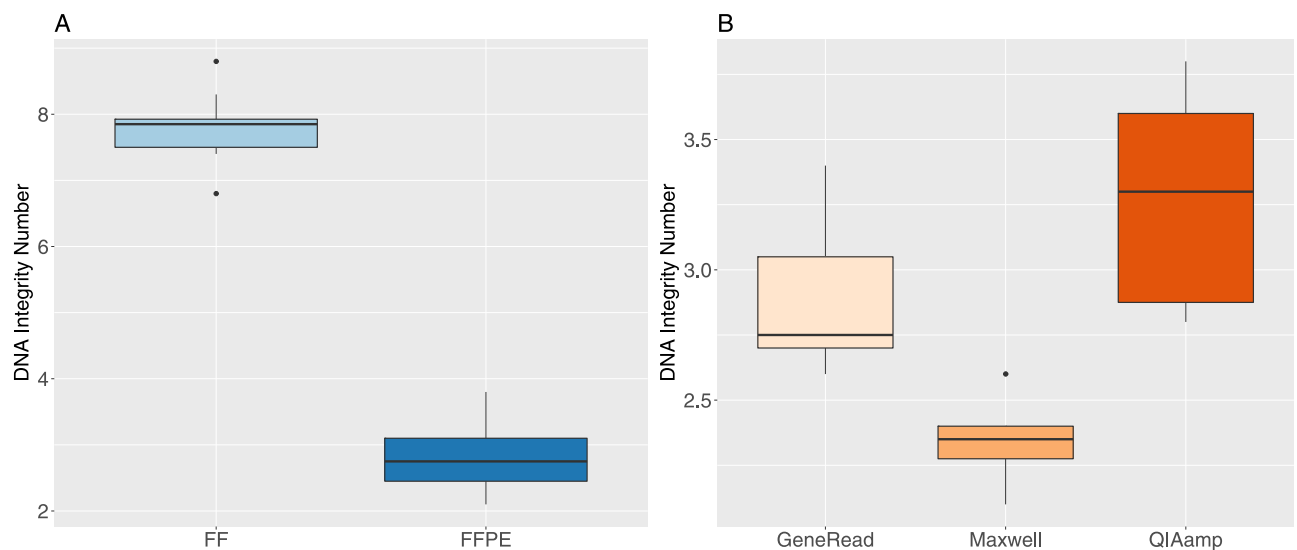 A
DNA Integrity Number
8
6
4
2
FF FFPE
B
DNA Integrity Number
3.5
3.0
2.5
GeneRead Maxwell QIAamp